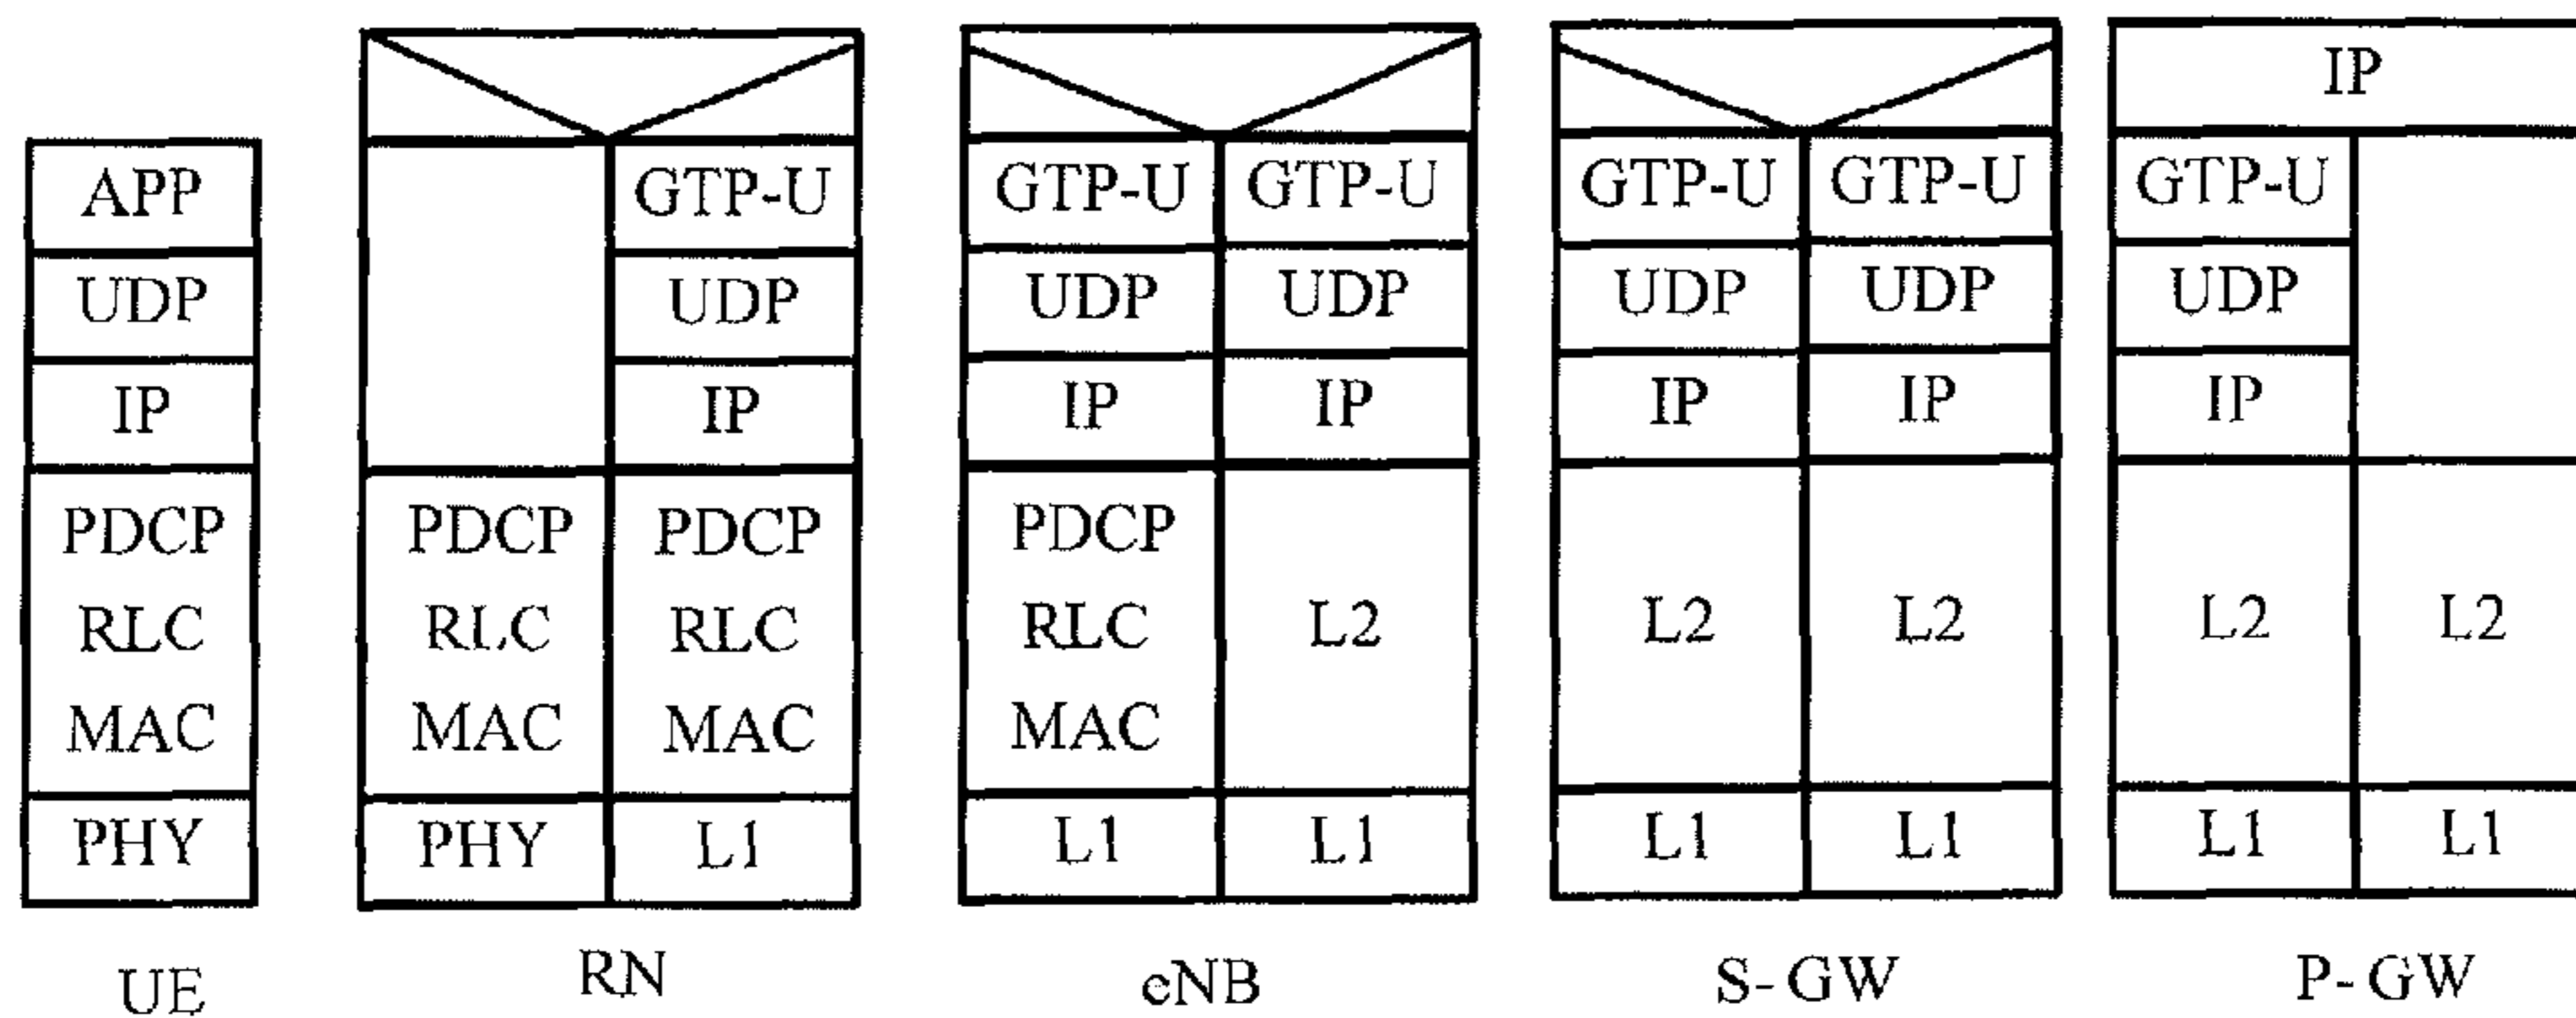 APP
UDP
IP
PDCP
RLC
MAC
PHY
UE
PDCP
RLC
MAC
PHY
GTP-U
UDP
IP
PDCP
RLC
MAC
L1
RN
GTP-U
UDP
IP
PDCP
RLC
MAC
L1
GTP-U
UDP
IP
L2
L1
eNB
GTP-U
UDP
IP
L2
L1
GTP-U
UDP
IP
L2
L1
S-GW
IP
GTP-U
UDP
IP
L2
L1
L2
L1
P-GW